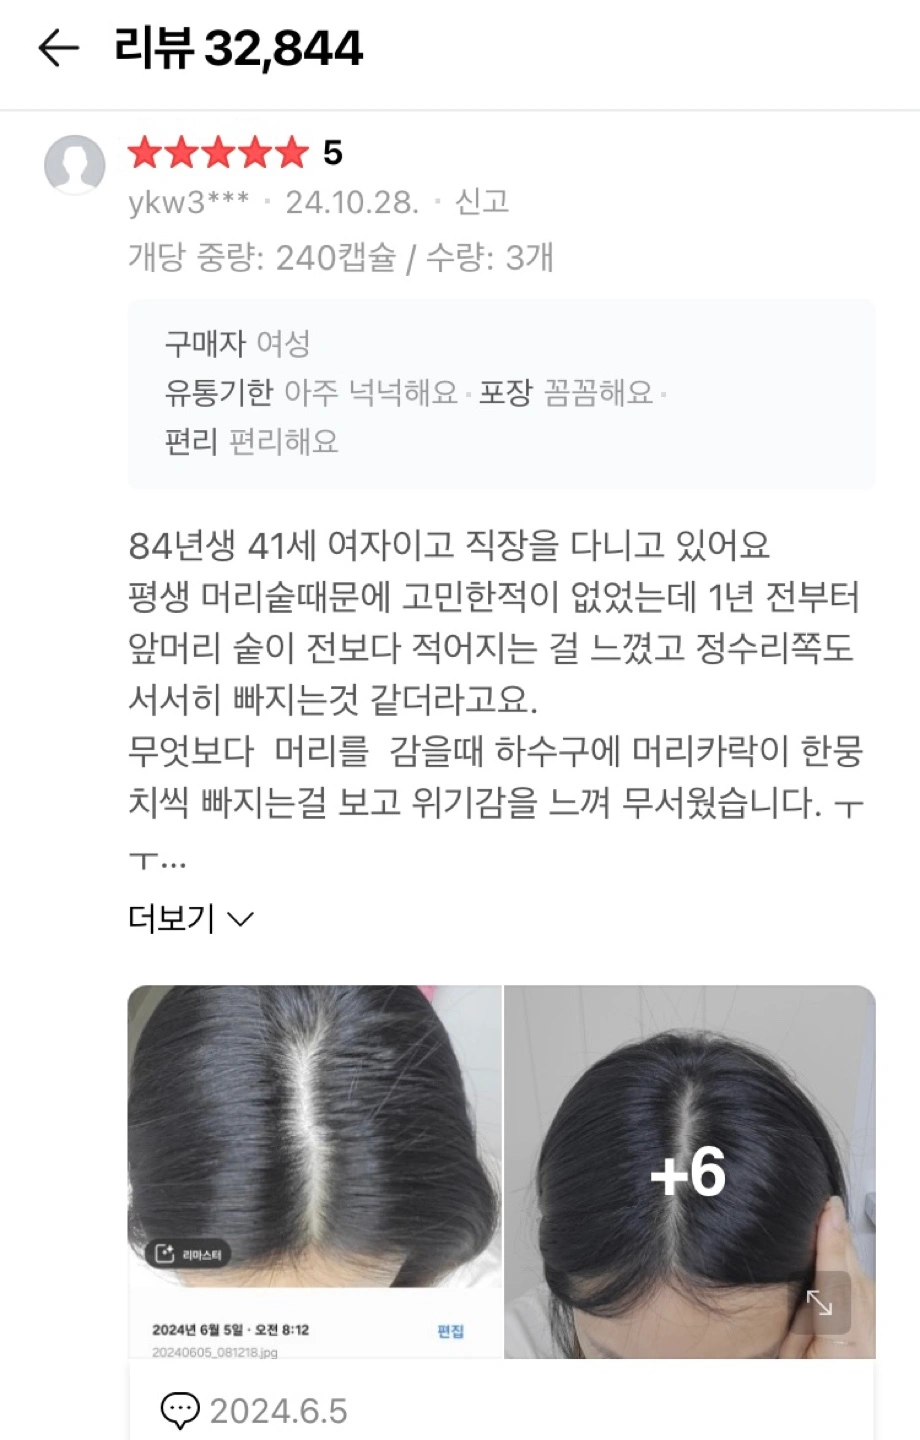 리뷰 32,844
5
ykw3*** · 24.10.28. · 신고
개당 중량: 240캡슐 / 수량: 3개
구매자 여성
유통기한 아주 넉넉해요 · 포장 꼼꼼해요 ·
편리 편리해요
84년생 41세 여자이고 직장을 다니고 있어요
평생 머리숱때문에 고민한적이 없었는데 1년 전부터
앞머리 숱이 전보다 적어지는 걸 느꼈고 정수리쪽도
서서히 빠지는것 같더라고요.
무엇보다  머리를  감을때 하수구에 머리카락이 한뭉
치씩 빠지는걸 보고 위기감을 느껴 무서웠습니다. ㅜ
ㅜ...
더보기
+6
리마스터
2024년 6월 5일 · 오전 8:12 편집
20240605_081218.jpg
2024.6.5